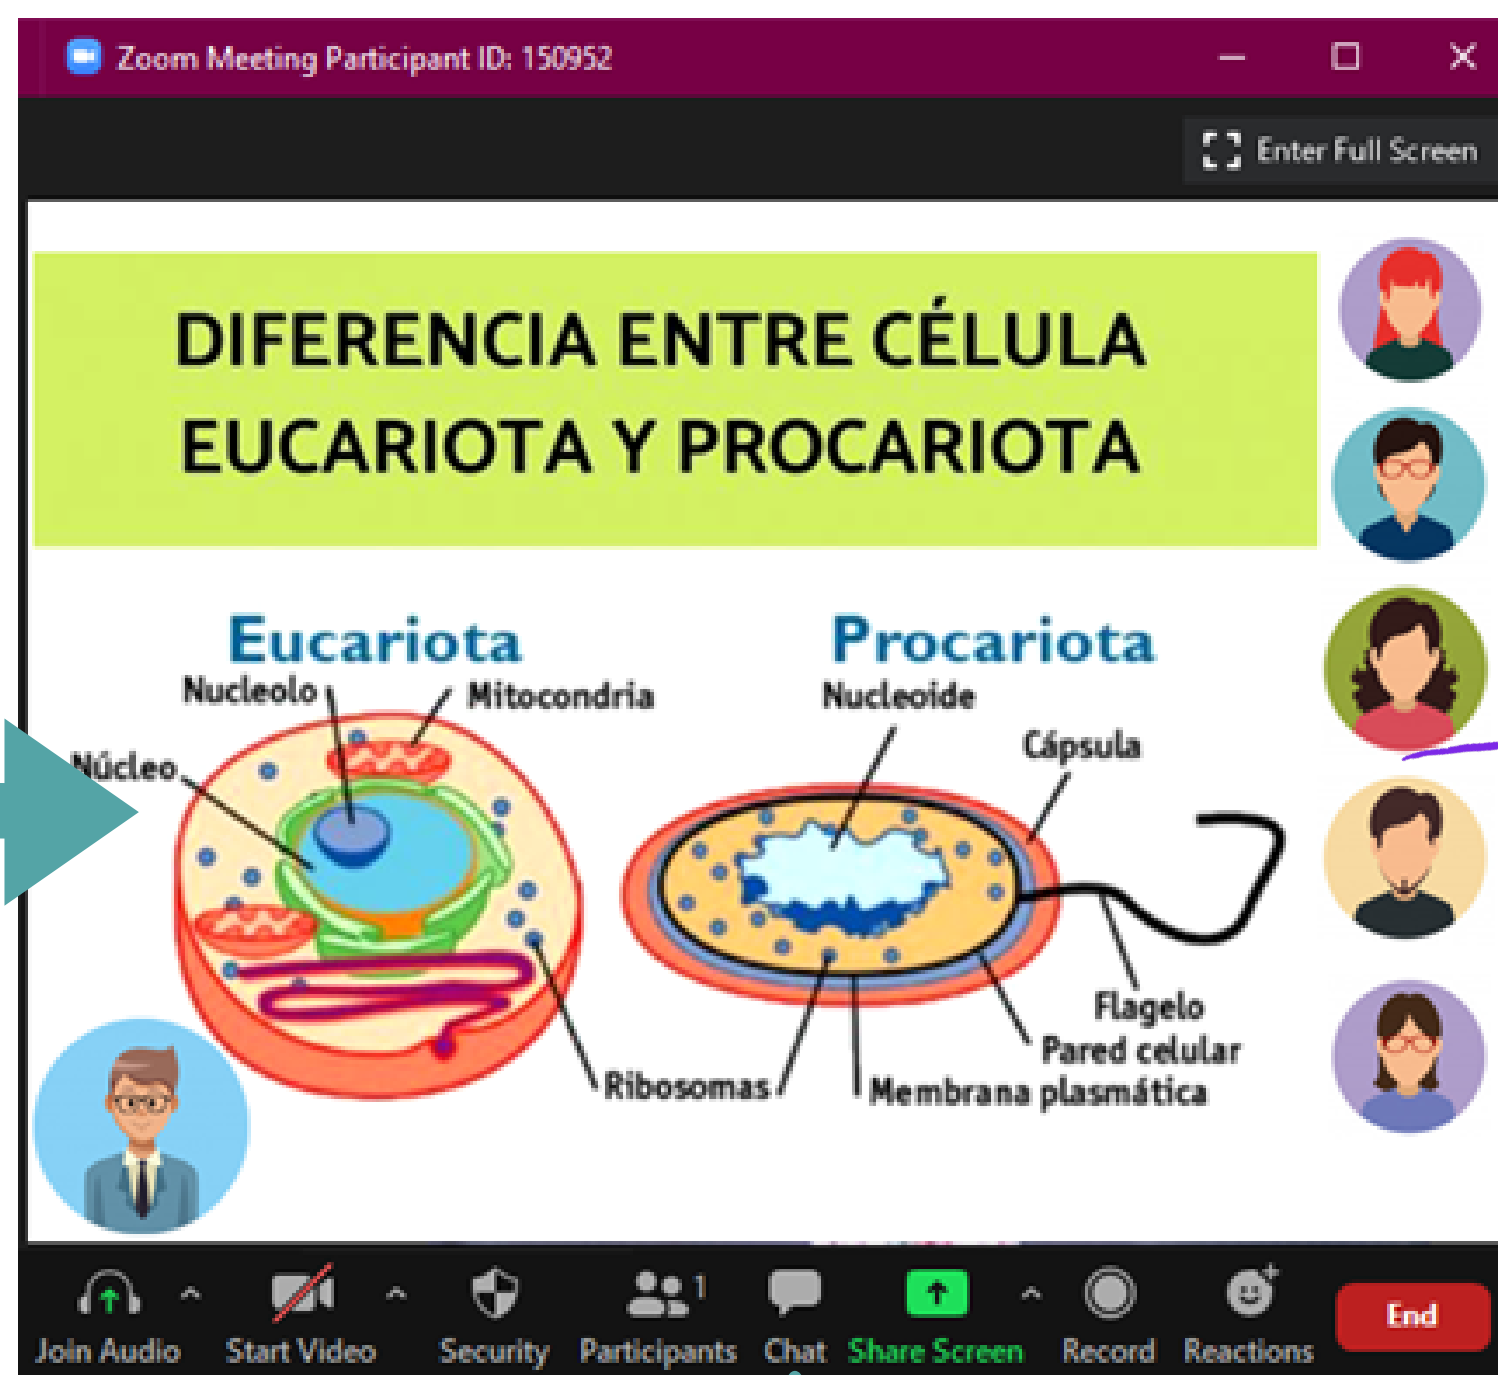 Zoom Meeting Participant ID: 150952
Enter Full Screen
DIFERENCIA ENTRE CÉLULA
EUCARIOTA Y PROCARIOTA
Eucariota
Procariota
Nucleolo
Mitocondria
Nucleoide
Cápsula
Núcleo
Flagelo
Pared celular
Ribosomas
Membrana plasmática
1
Join Audio
Start Video
Security
Participants
Chat
Share Screen
Record
Reactions
End